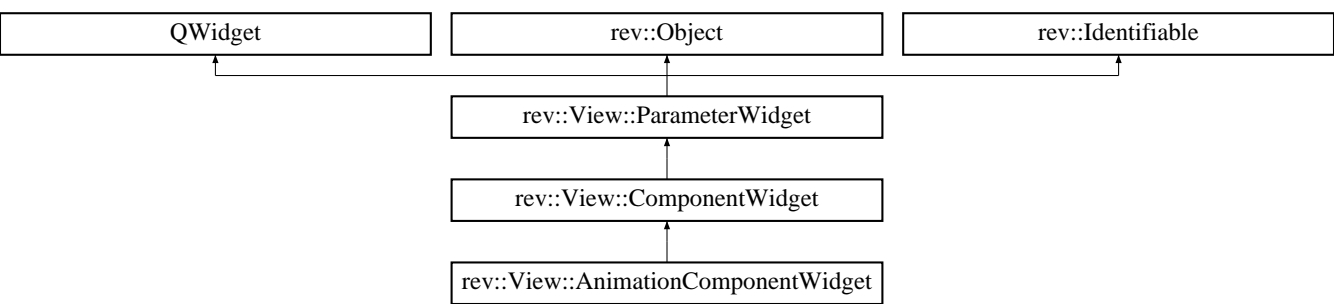 QWidget
rev::Object
rev::Identifiable
rev::View::ParameterWidget
rev::View::ComponentWidget
rev::View::AnimationComponentWidget